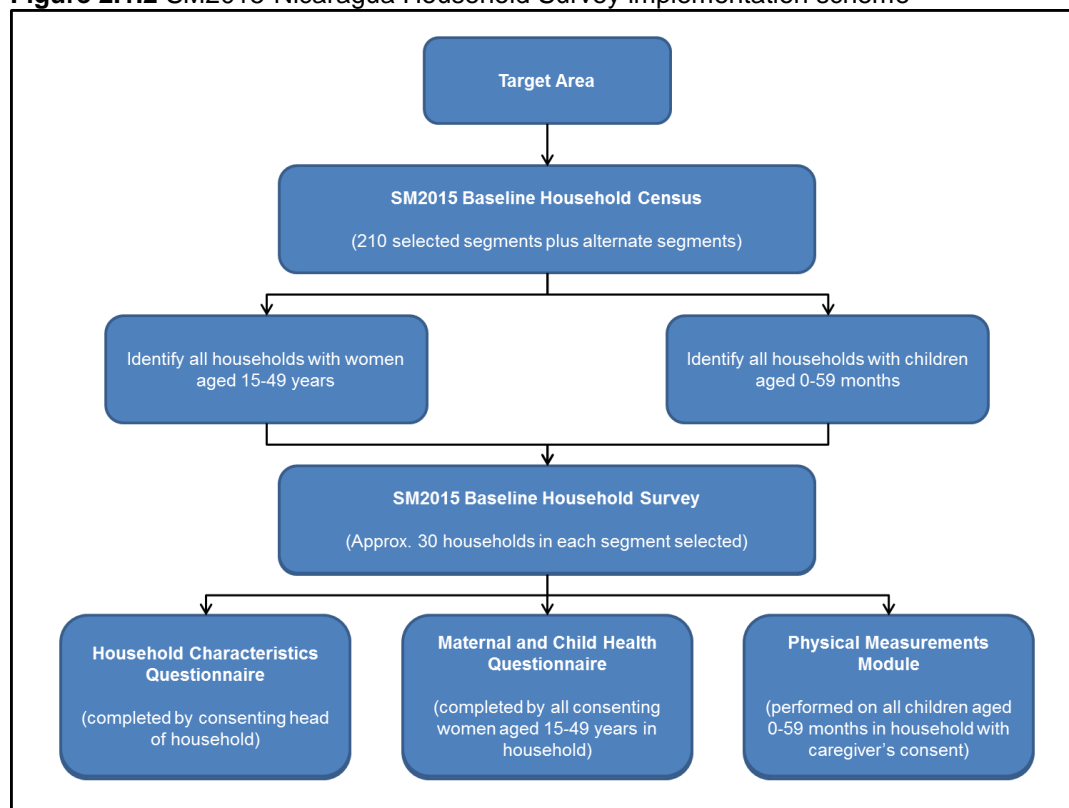 Figure 2.1.2 SM2015-Nicaragua Household Survey implementation scheme
Target Area
SM2015 Baseline Household Census
(210 selected segments plus alternate segments)
Identify all households with women
aged 15-49 years
Identify all households with children
aged 0-59 months
SM2015 Baseline Household Survey
(Approx. 30 households in each segment selected)
Household Characteristics
Questionnaire
(completed by consenting head
of household)
Maternal and Child Health
Questionnaire
(completed by all consenting
women aged 15-49 years in
household)
Physical Measurements
Module
(performed on all children aged
0-59 months in household with
caregiver's consent)